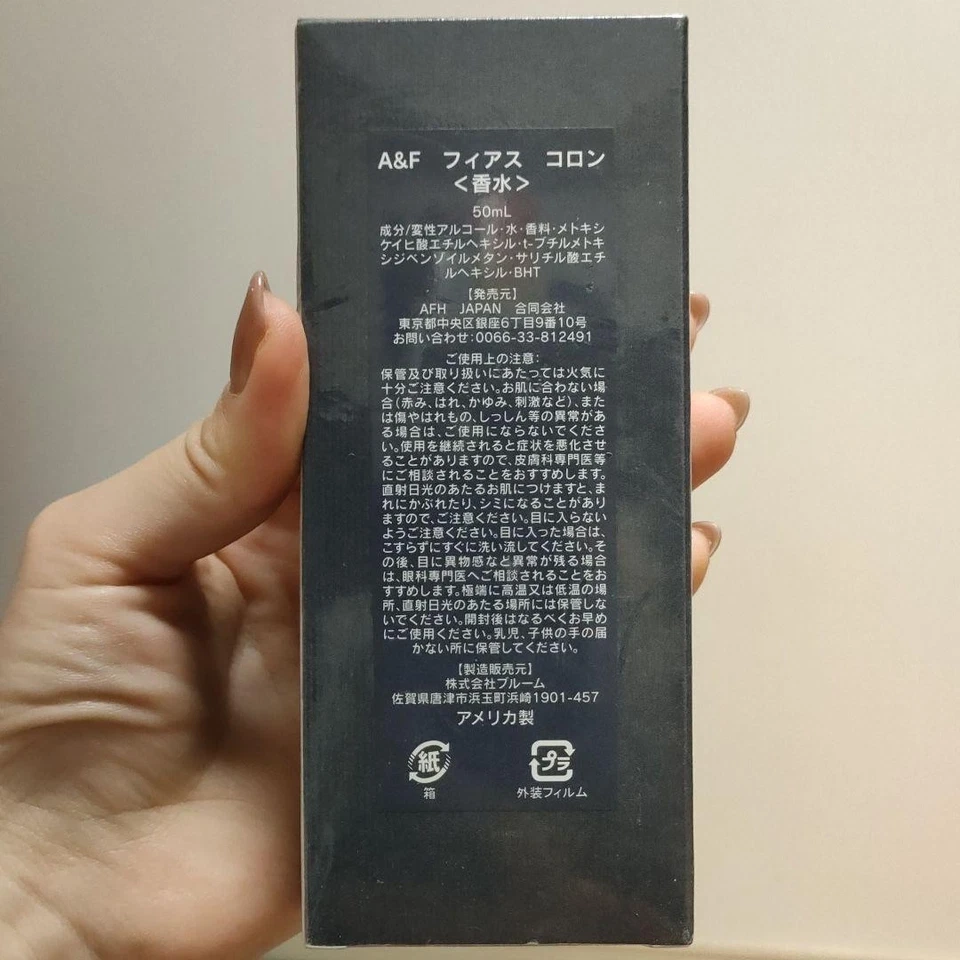 A&F フィアス コロン
<香水>
50mL
成分/変性アルコール・水・香料・メトキシ
ケイヒ酸エチルヘキシル・t-ブチルメトキ
シジベンゾイルメタン・サリチル酸エチ
ルヘキシル・BHT
【発売元】
AFH JAPAN 合同会社
東京都中央区銀座6丁目9番10号
お問い合わせ:0066-33-812491
ご使用上の注意:
保管及び取り扱いにあたっては火気に
十分ご注意ください。お肌に合わない場
合(赤み、はれ、かゆみ、刺激など)、また
は傷やはれもの、しっしん等の異常があ
る場合は、ご使用にならないでくださ
い。使用を継続されると症状を悪化させ
ることがありますので、皮膚科専門医等
にご相談されることをおすすめします。
直射日光のあたるお肌につけますと、ま
れにかぶれたり、シミになることがあり
ますので、ご注意ください。目に入らない
ようご注意ください。目に入った場合は、
こすらずにすぐに洗い流してください。そ
の後、目に異物感など異常が残る場合
は、眼科専門医へご相談されることをお
すすめします。極端に高温又は低温の場
所、直射日光のあたる場所には保管しな
いでください。開封後はなるべくお早め
にご使用ください。乳児、子供の手の届
かない所に保管してください。
【製造販売元】
株式会社ブルーム
佐賀県唐津市浜玉町浜崎1901-457
アメリカ製
紙 プラ
箱 外装フィルム